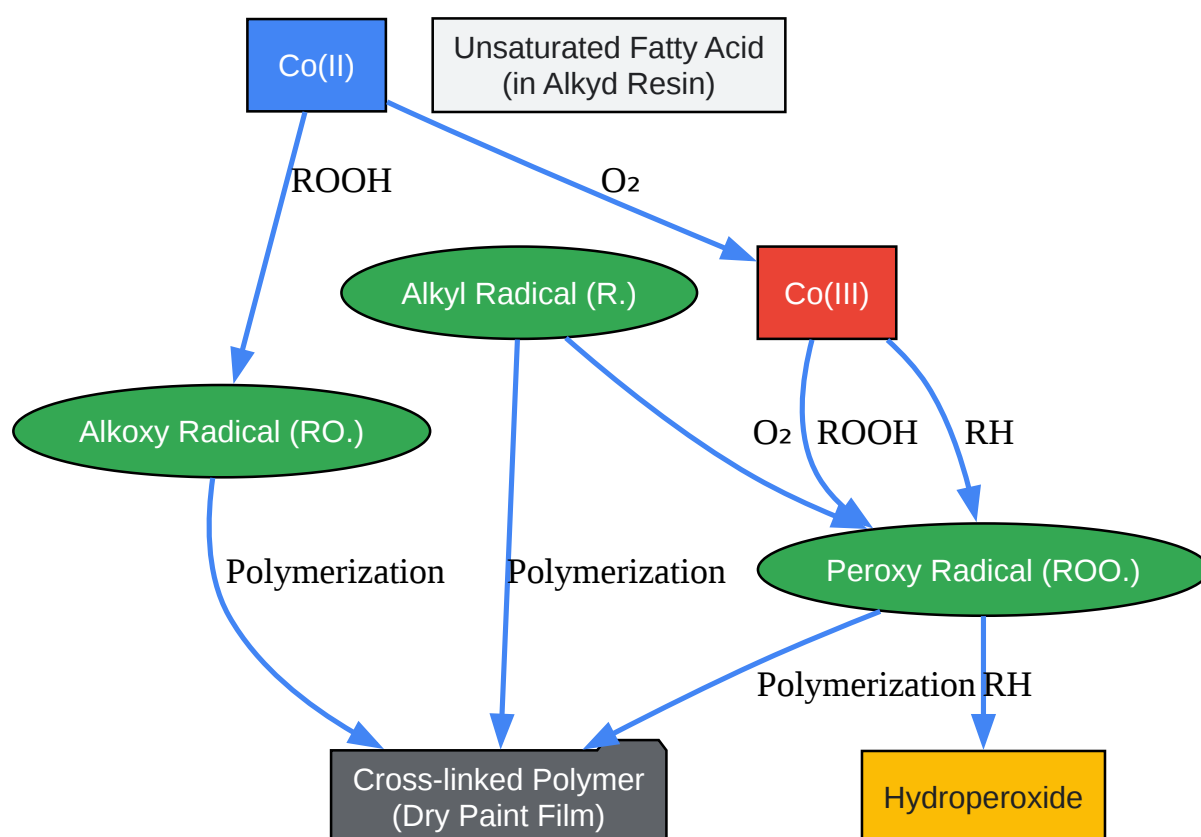 Co(II)
Unsaturated Fatty Acid
(in Alkyd Resin)
ROOH
O₂
Alkyl Radical (R.)
Co(III)
Alkoxy Radical (RO.)
O₂
ROOH
RH
Polymerization
Polymerization
Peroxy Radical (ROO.)
Polymerization
RH
Cross-linked Polymer
(Dry Paint Film)
Hydroperoxide